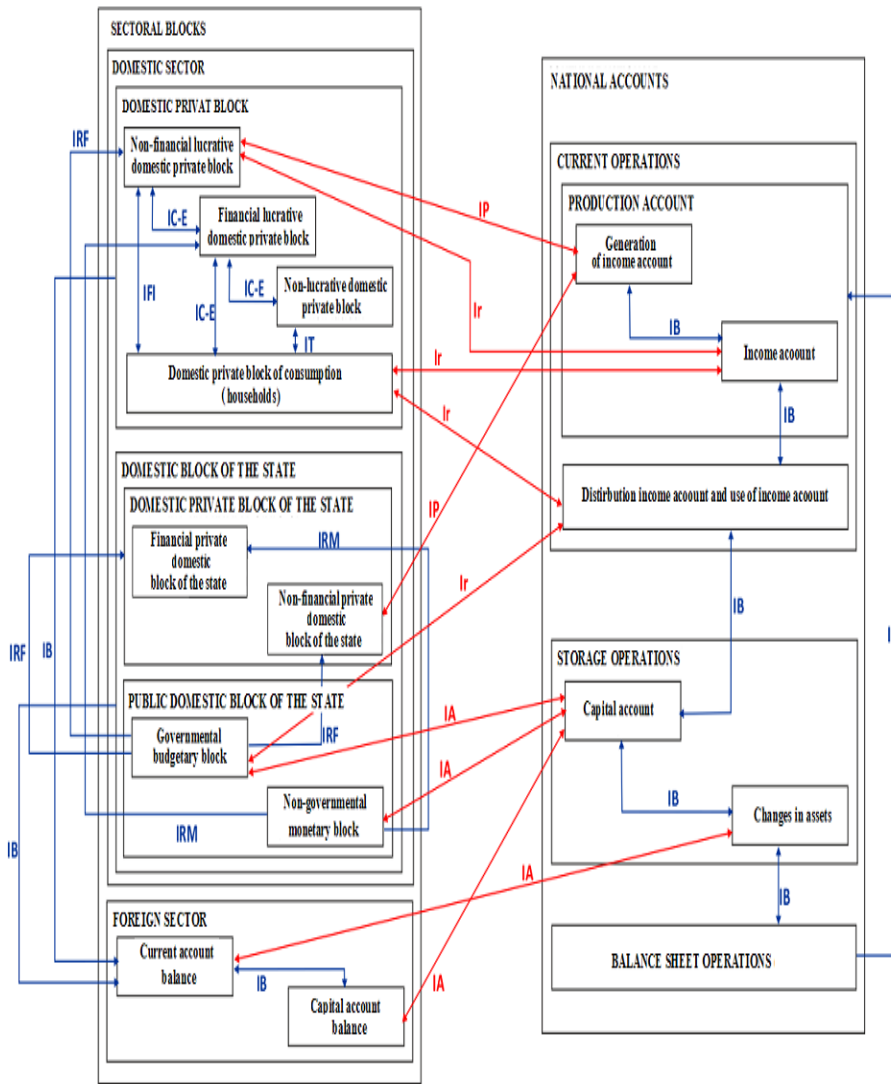 SECTORAL BLOCKS
DOMESTIC SECTOR
DOMESTIC PRIVAT BLOCK
IRF
Non-financial lucrative
domestic private block
IC-E
Financial lucrative
domestic private block
IFI
IC-E
IC-E
Non-lucrative domestic
private block
IT
Domestic private block of consumption
(households)
DOMESTIC BLOCK OF THE STATE
DOMESTIC PRIVATE BLOCK OF THE STATE
Financial private
domestic
block of the state
IRM
Non-financial private
domestic
block of the state
IRF
IB
PUBLIC DOMESTIC BLOCK OF THE STATE
Governmental
budgetary block
IRF
Non-governmental
monetary block
IRM
IB
FOREIGN SECTOR
Current account
balance
IB
Capital account
balance
IP
Ir
Ir
Ir
IP
Ir
IA
IA
IA
IA
NATIONAL ACCOUNTS
CURRENT OPERATIONS
PRODUCTION ACCOUNT
Generation
of income account
IB
Income acoount
IB
Distirbution income aciount and use of income aiount
IB
STORAGE OPERATIONS
Capital account
IB
Changes in assets
IB
BALANCE SHEET OPERATIONS